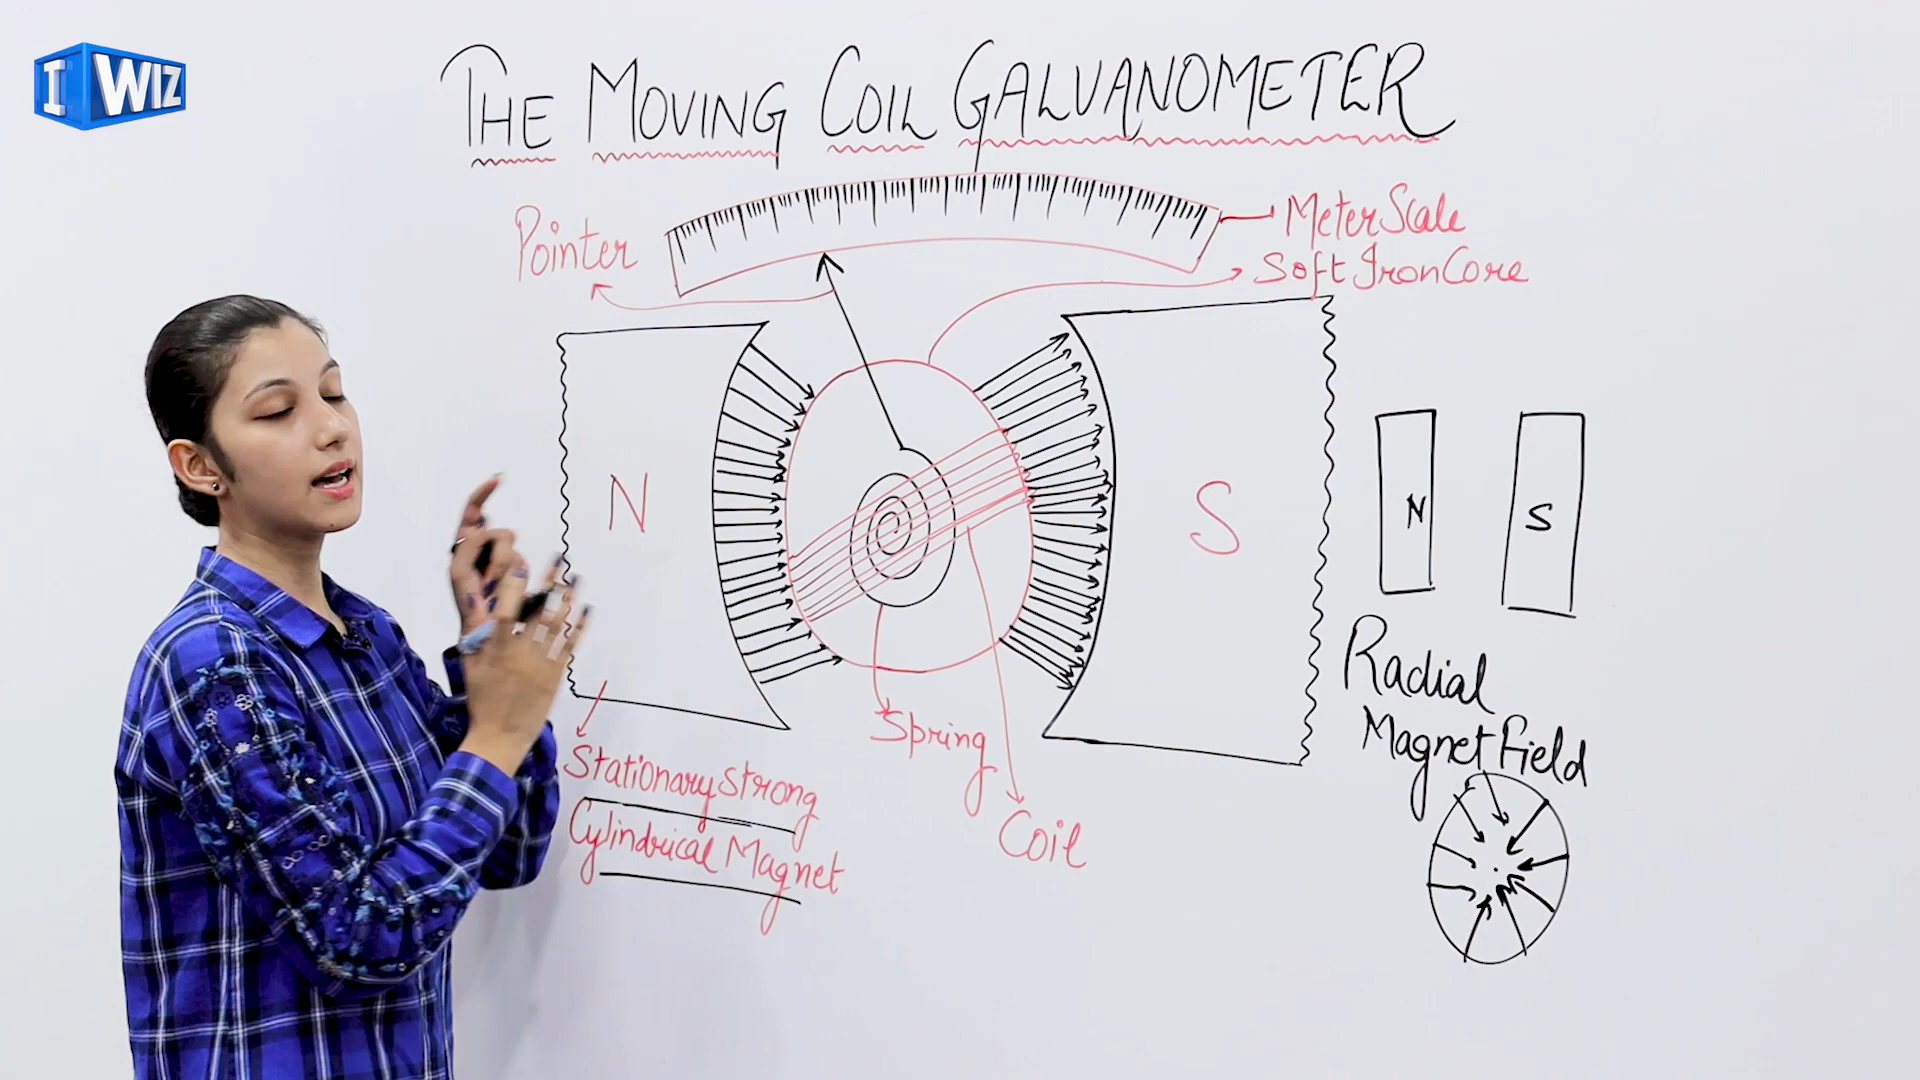 I WIZ
THE MOVING COIL GALVANOMETER
Pointer
Meter Scale
Soft Iron Core
N
S
N
S
Radial
Magnet Field
Spring
Stationary Strong
Cylindrical Magnet
Coil